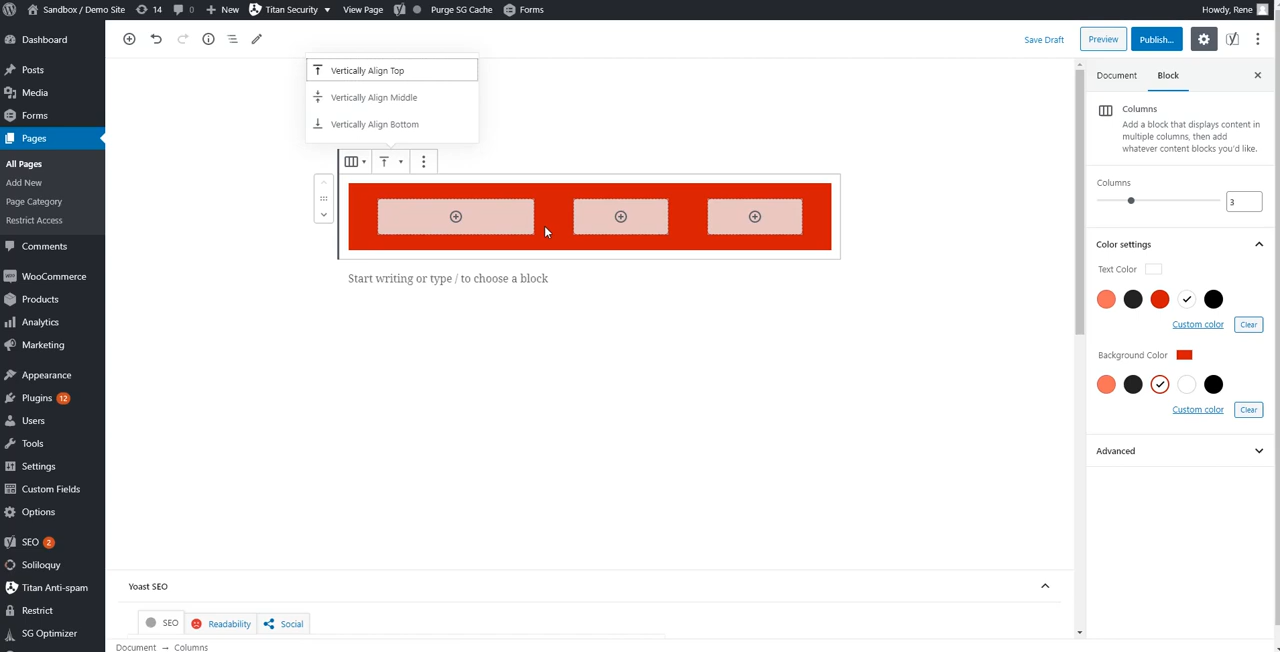 Sandbox / Demo Site 14 0 New Titan Security View Page Purge SG Cache Forms Howdy, Rene
Dashboard
Posts
Media
Forms
Pages
All Pages
Add New
Page Category
Restrict Access
Comments
WooCommerce
Products
Analytics
Marketing
Appearance
Plugins 12
Users
Tools
Settings
Custom Fields
Options
SEO 2
Soliloquy
Titan Anti-spam
Restrict
SG Optimizer
Save Draft Preview Publish...
Vertically Align Top
Vertically Align Middle
Vertically Align Bottom
Start writing or type / to choose a block
Yoast SEO
SEO Readability Social
Document → Columns
Document Block
Columns
Add a block that displays content in
multiple columns, then add
whatever content blocks you'd like.
Columns
3
Color settings
Text Color
Custom color Clear
Background Color
Custom color Clear
Advanced